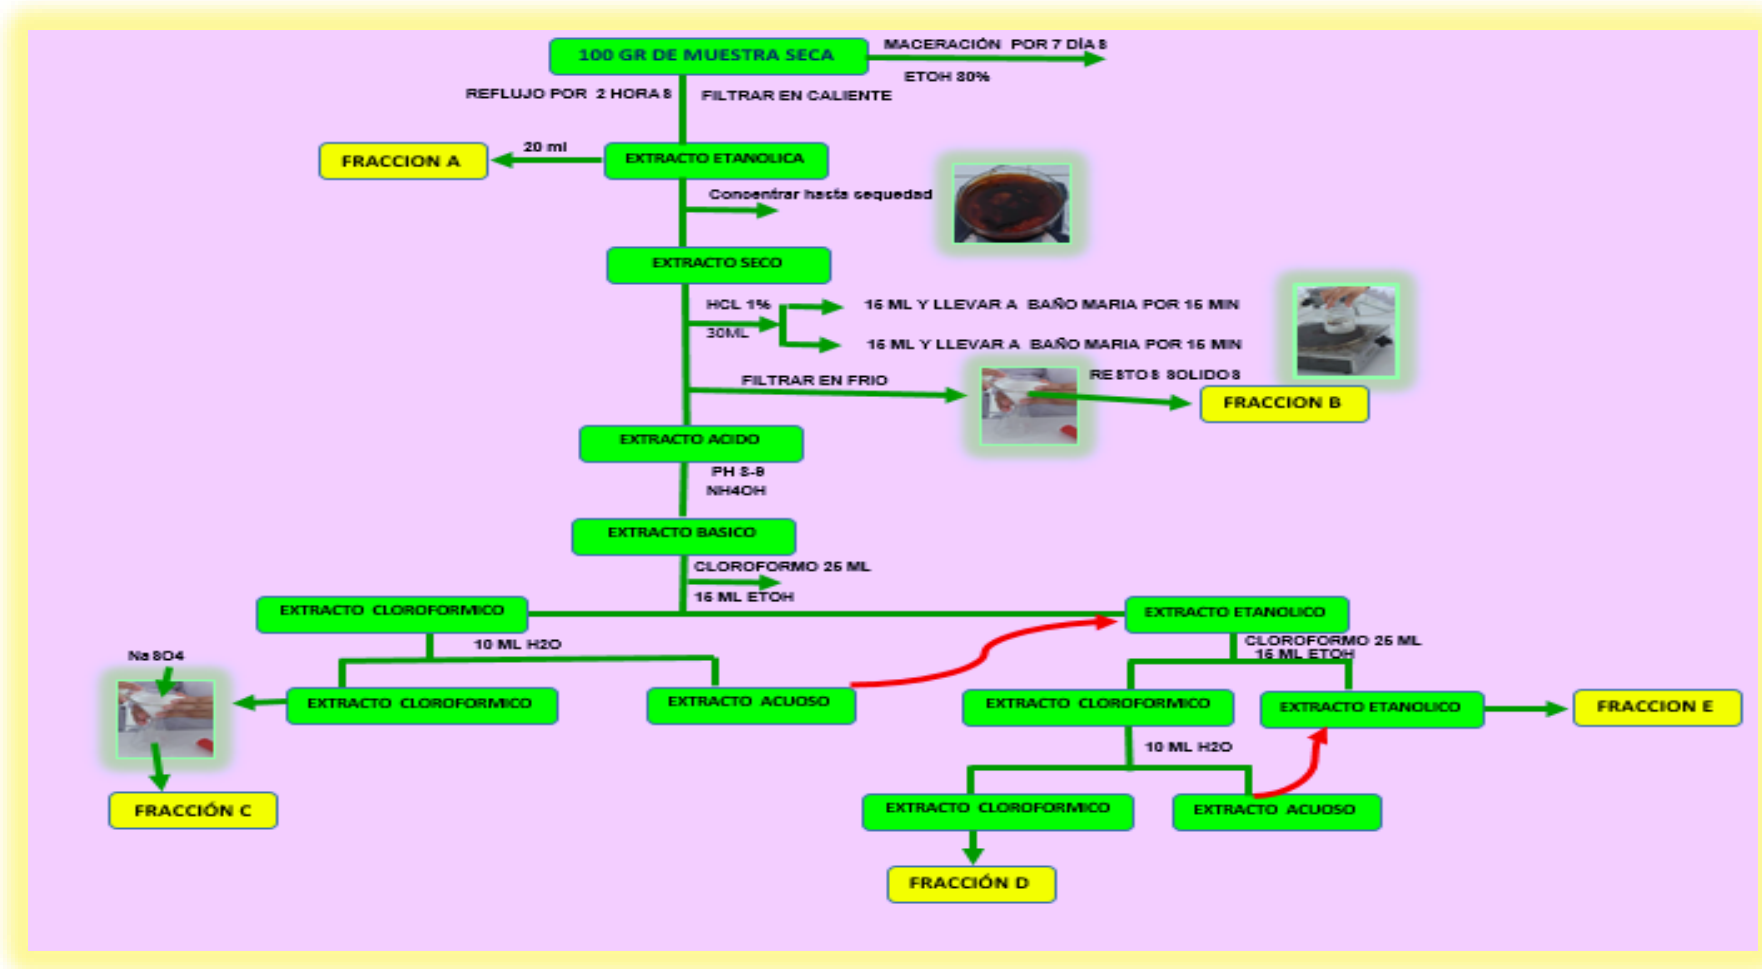 100 GR DE MUESTRA SECA
MACERACIÓN POR 7 DÍAS
ETOH 80%
REFLUJO POR 2 HORAS
FILTRAR EN CALIENTE
FRACCION A
20 ml
EXTRACTO ETANOLICA
Concentrar hasta sequedad
EXTRACTO SECO
HCL 1%
30ML
15 ML Y LLEVAR A BAÑO MARIA POR 15 MIN
15 ML Y LLEVAR A BAÑO MARIA POR 15 MIN
FILTRAR EN FRIO
RESTOS SOLIDOS
FRACCION B
EXTRACTO ACIDO
PH 8-9
NH4OH
EXTRACTO BASICO
CLOROFORMO 25 ML
15 ML ETOH
EXTRACTO CLOROFORMICO
EXTRACTO ETANOLICO
10 ML H2O
CLOROFORMO 25 ML
15 ML ETOH
NaSO4
EXTRACTO CLOROFORMICO
EXTRACTO ACUOSO
EXTRACTO CLOROFORMICO
EXTRACTO ETANOLICO
FRACCION E
10 ML H2O
FRACCIÓN C
EXTRACTO CLOROFORMICO
EXTRACTO ACUOSO
FRACCIÓN D